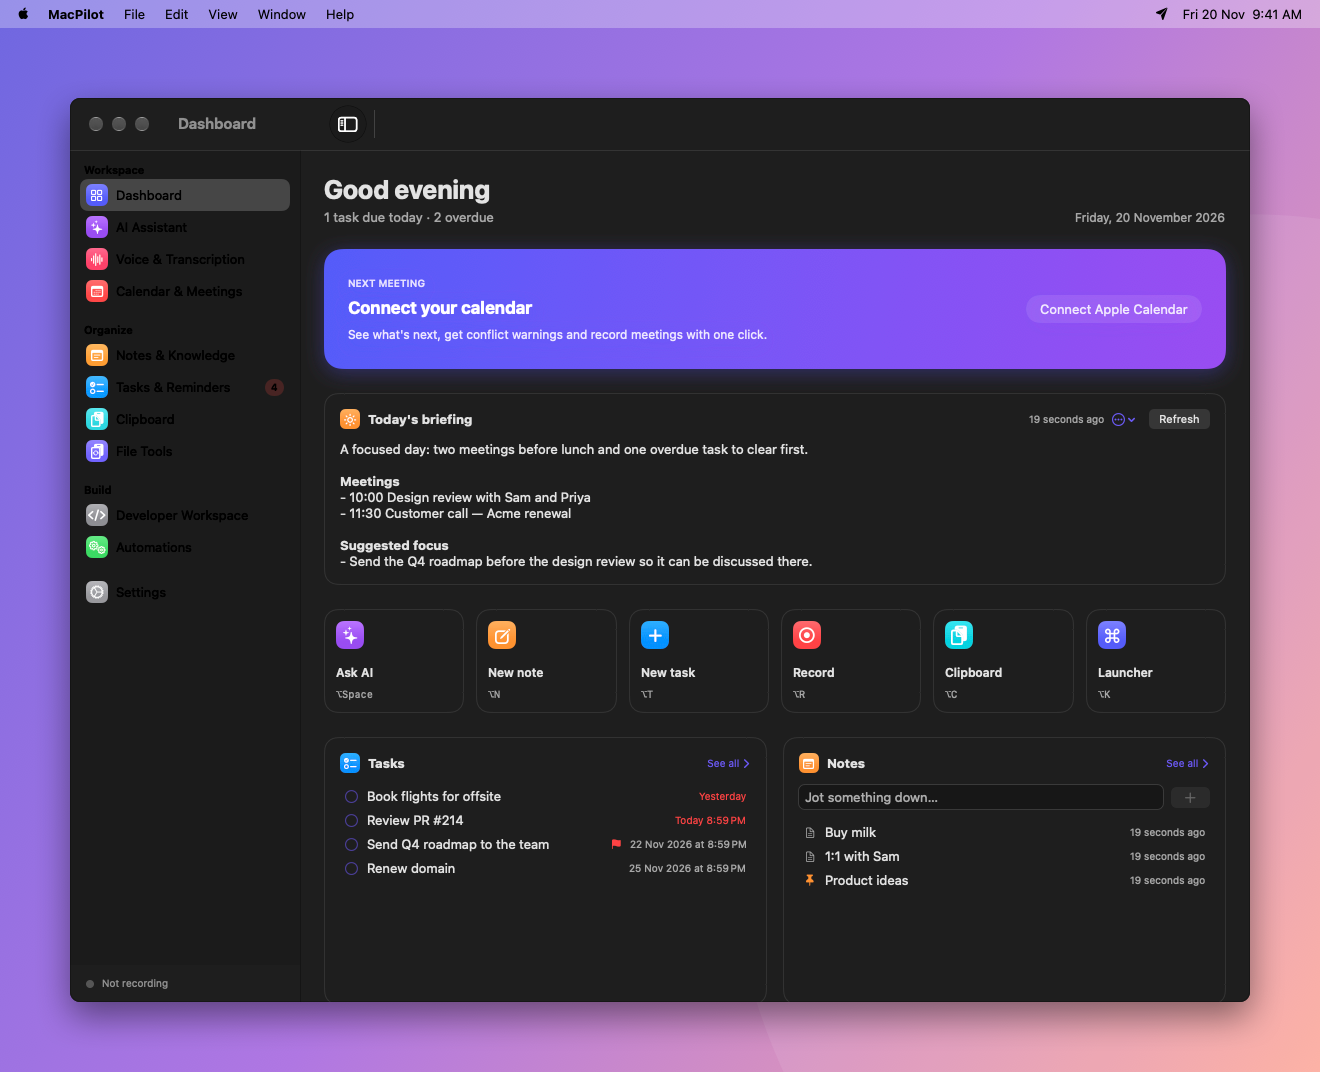 MacPilot File Edit View Window Help Fri 20 Nov 9:41 AM
Dashboard
Workspace
Dashboard
AI Assistant
Voice & Transcription
Calendar & Meetings
Organize
Notes & Knowledge
Tasks & Reminders 4
Clipboard
File Tools
Build
Developer Workspace
Automations
Settings
Not recording
Good evening
1 task due today · 2 overdue Friday, 20 November 2026
NEXT MEETING
Connect your calendar
See what's next, get conflict warnings and record meetings with one click.
Connect Apple Calendar
Today's briefing 19 seconds ago Refresh
A focused day: two meetings before lunch and one overdue task to clear first.
Meetings
- 10:00 Design review with Sam and Priya
- 11:30 Customer call — Acme renewal
Suggested focus
- Send the Q4 roadmap before the design review so it can be discussed there.
Ask AI
⌥Space
New note
⌥N
New task
⌥T
Record
⌥R
Clipboard
⌥C
Launcher
⌥K
Tasks See all
Book flights for offsite Yesterday
Review PR #214 Today 8:59 PM
Send Q4 roadmap to the team 22 Nov 2026 at 8:59 PM
Renew domain 25 Nov 2026 at 8:59 PM
Notes See all
Jot something down...
Buy milk 19 seconds ago
1:1 with Sam 19 seconds ago
Product ideas 19 seconds ago